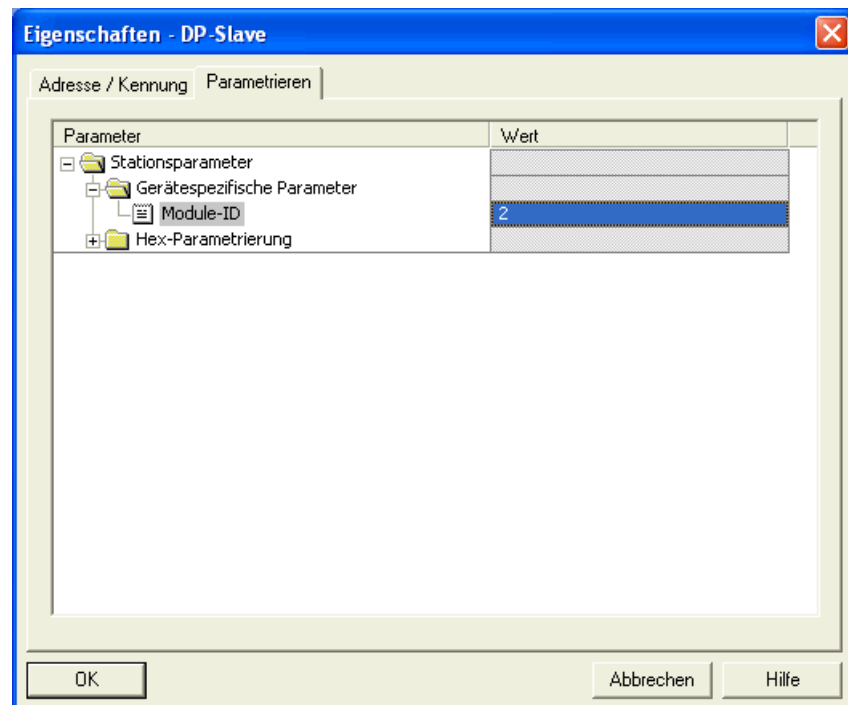 Eigenschaften - DP-Slave
Adresse / Kennung Parametrieren
Parameter Wert
Stationsparameter
Gerätespezifische Parameter
Module-ID 2
Hex-Parametrierung
OK Abbrechen Hilfe